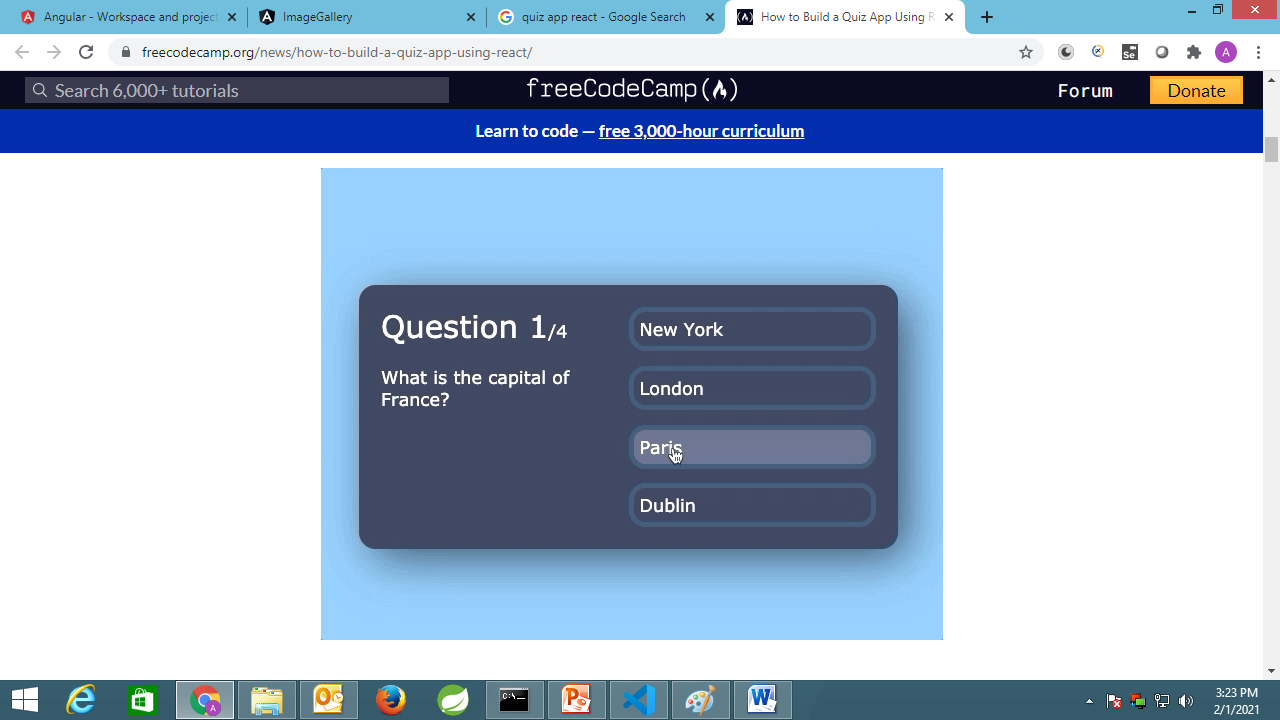 Angular - Workspace and project
ImageGallery
quiz app react - Google Search
How to Build a Quiz App Using R
freecodecamp.org/news/how-to-build-a-quiz-app-using-react/
Se
A
Search 6,000+ tutorials
freeCodeCamp
Forum
Donate
Learn to code — free 3,000-hour curriculum
Question 1/4
What is the capital of
France?
New York
London
Paris
Dublin
3:23 PM
2/1/2021